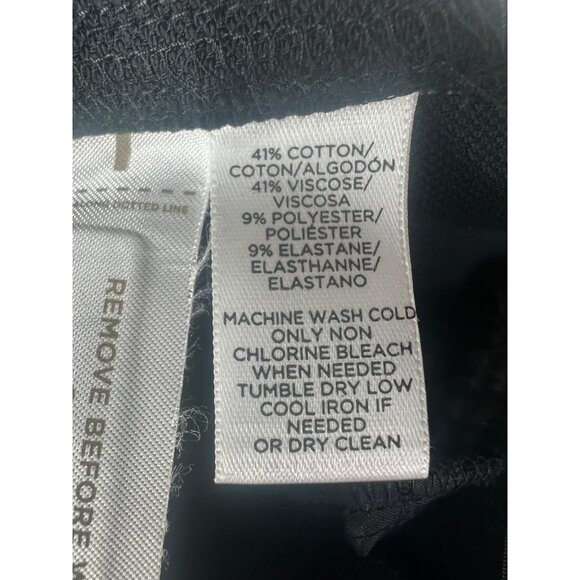 41% COTTON/
COTON/ALGODÓN
41% VISCOSE/
VISCOSA
9% POLYESTER/
POLIÉSTER
9% ELASTANE/
ELASTHANNE/
ELASTANO
MACHINE WASH COLD
ONLY NON
CHLORINE BLEACH
WHEN NEEDED
TUMBLE DRY LOW
COOL IRON IF
NEEDED
OR DRY CLEAN
DOTTED LINE
REMOVE BEFORE